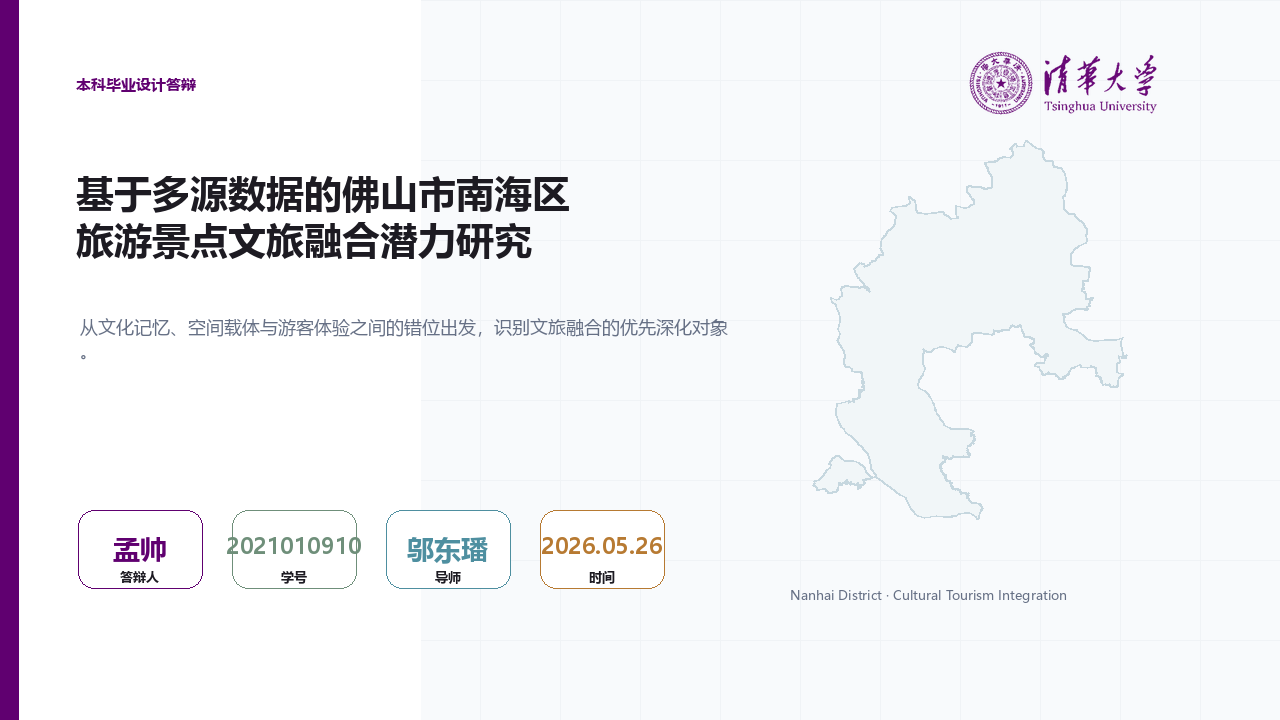 本科毕业设计答辩
清华大学
Tsinghua University
基于多源数据的佛山市南海区
旅游景点文旅融合潜力研究
从文化记忆、空间载体与游客体验之间的错位出发，识别文旅融合的优先深化对象
。
孟帅
答辩人
2021010910
学号
邬东璠
导师
2026.05.26
时间
Nanhai District · Cultural Tourism Integration